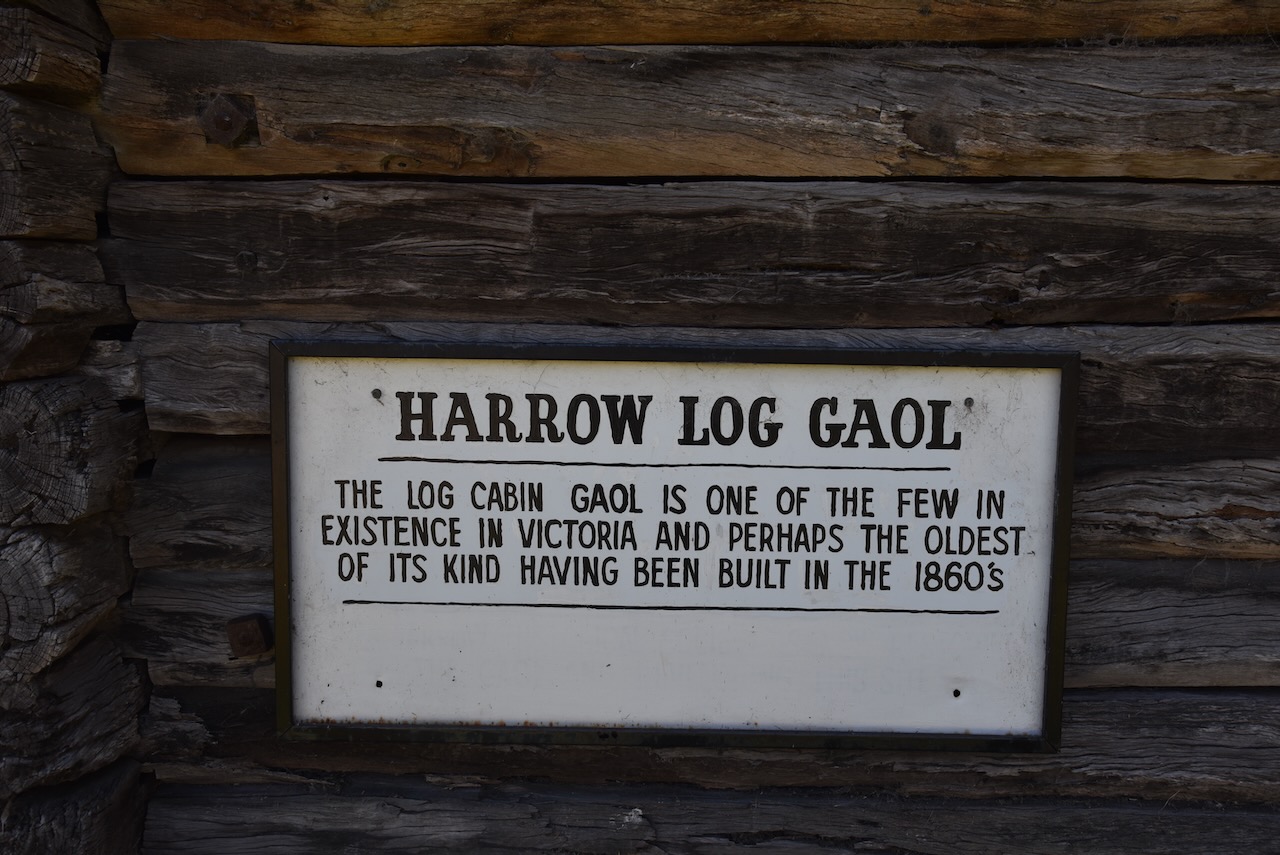 HARROW LOG GAOL
THE LOG CABIN GAOL IS ONE OF THE FEW IN
EXISTENCE IN VICTORIA AND PERHAPS THE OLDEST
OF ITS KIND HAVING BEEN BUILT IN THE 1860's